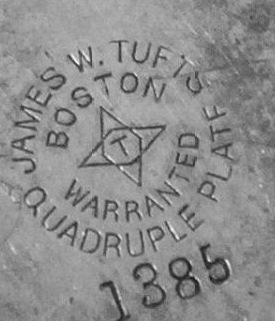 JAMES W. TUFTS
BOSTON
T
WARRANTED
QUADRUPLE PLATE
1385